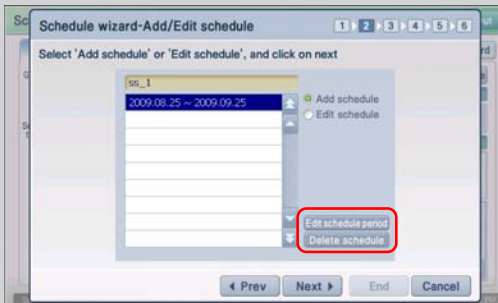 Sc
Schedule wizard-Add/Edit schedule
1 2 3 4 5 6
Select 'Add schedule' or 'Edit schedule', and click on next
ss_1
2009.08.25 ~ 2009.09.25
Add schedule
Edit schedule
Edit schedule period
Delete schedule
Prev
Next
End
Cancel